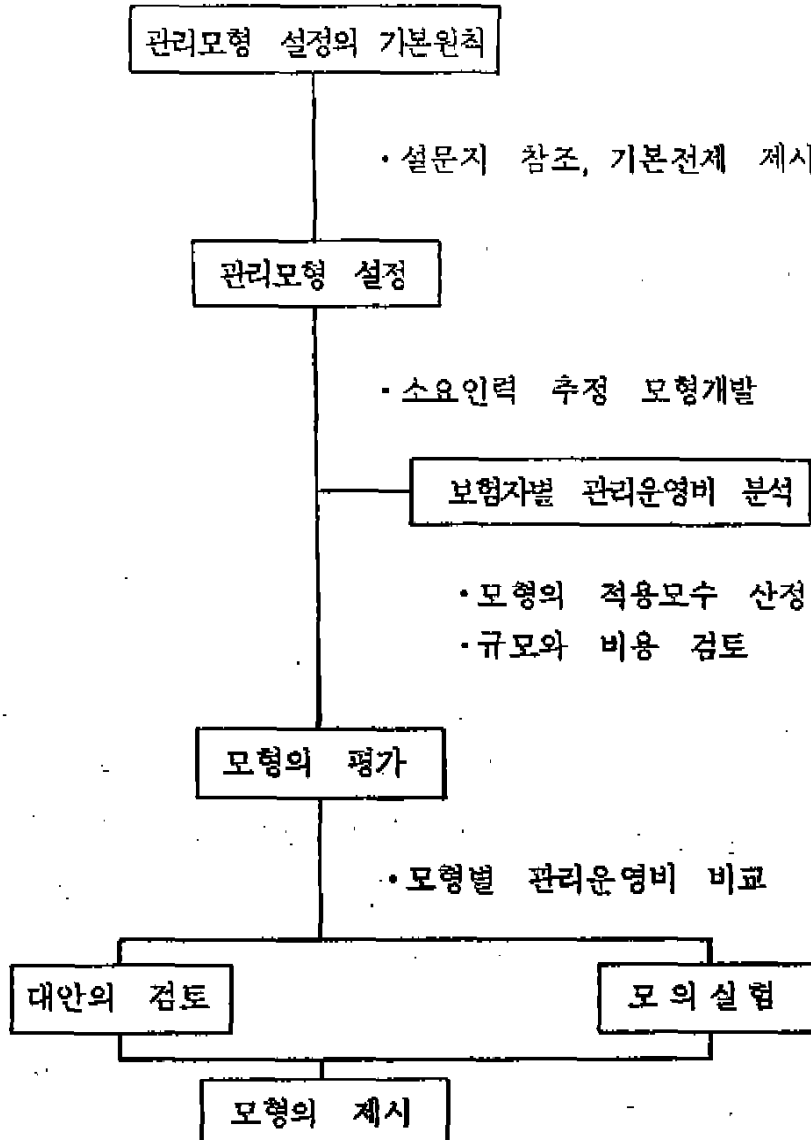 관리모형 설정의 기본원칙
· 설문지 참조, 기본전제 제시
관리모형 설정
· 소요인력 추정 모형개발
보험자별 관리운영비 분석
· 모형의 적용모수 산정
· 규모와 비용 검토
모형의 평가
· 모형별 관리운영비 비교
대안의 검토
모의실험
모형의 제시